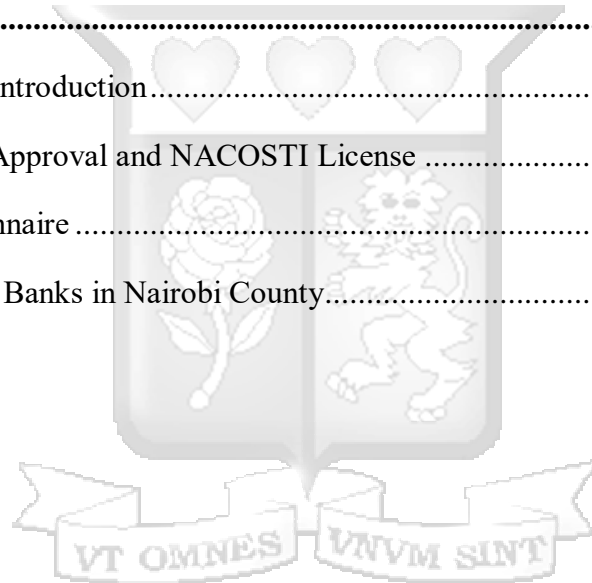 ................................................................
Introduction................................................
Approval and NACOSTI License ..................
nnaire ........................................................
Banks in Nairobi County.............................
VT OMNES VNVM SINT